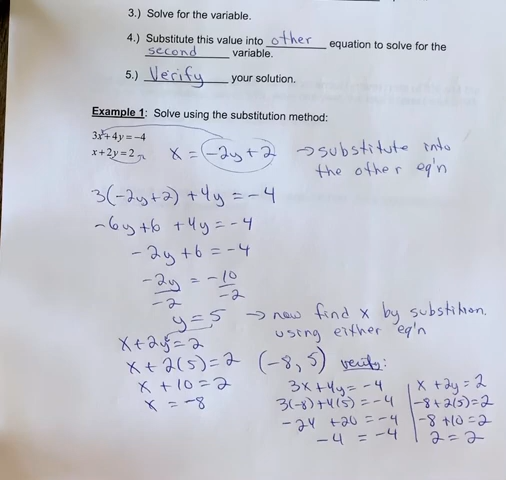 3.) Solve for the variable.
4.) Substitute this value into other equation to solve for the
second variable.
5.) Verify your solution.
Example 1: Solve using the substitution method:
3x+4y=-4
x+2y=2
x = -2y+2 → substitute into
the other eq'n
3(-2y+2) +4y = -4
-6y+6 +4y = -4
-2y+6 = -4
-2y = -10
-2 -2
y = 5 → now find x by substition.
using either eq'n
x+2y=2
x+2(5)=2 (-8, 5) verify:
x+10=2
x = -8
3x+4y=-4
3(-8)+4(5)=-4
-24 +20 = -4
-4 = -4
x+2y=2
-8+2(5)=2
-8+10=2
2=2